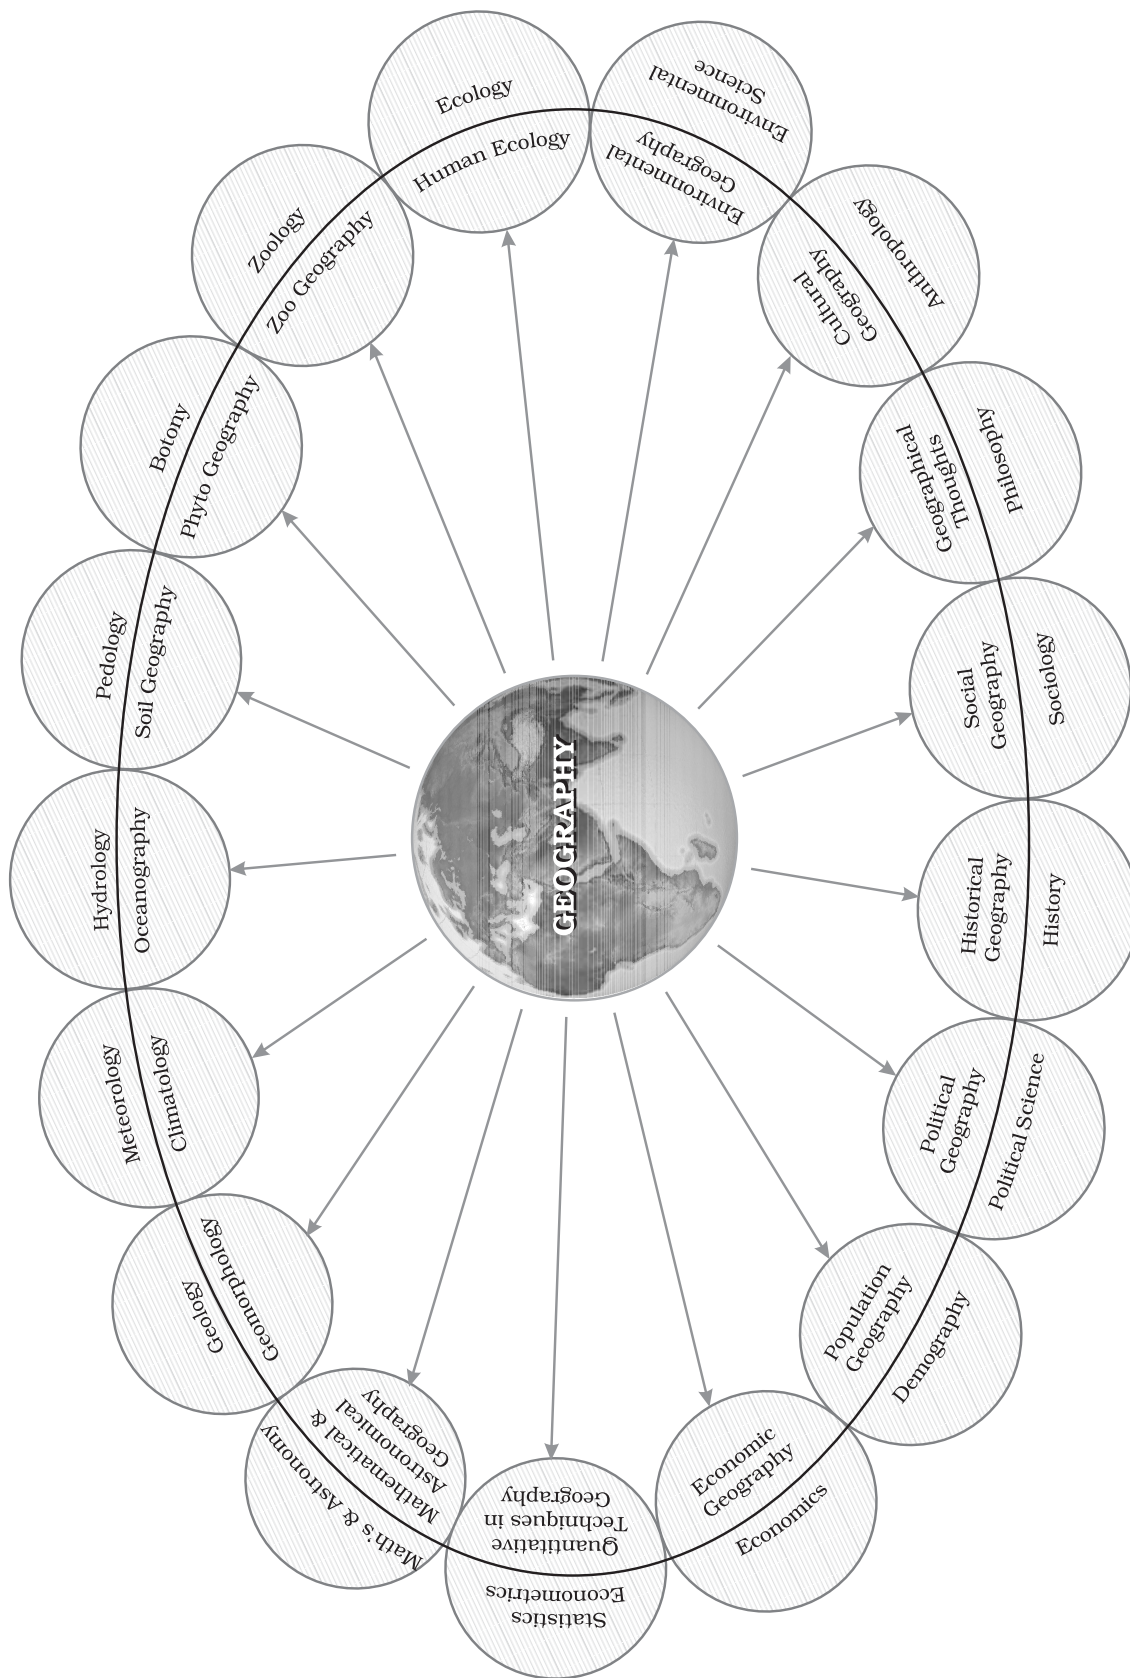 GEOGRAPHY
Ecology
Human Ecology
Environmental
Science
Environmental
Geography
Anthropology
Cultural
Geography
Philosophy
Geographical
Thoughts
Sociology
Social
Geography
History
Historical
Geography
Political Science
Political
Geography
Demography
Population
Geography
Economics
Economic
Geography
Statistics
Econometrics
Quantitative
Techniques in
Geography
Math's & Astronomy
Mathematical &
Astronomical
Geography
Geology
Geomorphology
Meteorology
Climatology
Hydrology
Oceanography
Pedology
Soil Geography
Botony
Phyto Geography
Zoology
Zoo Geography